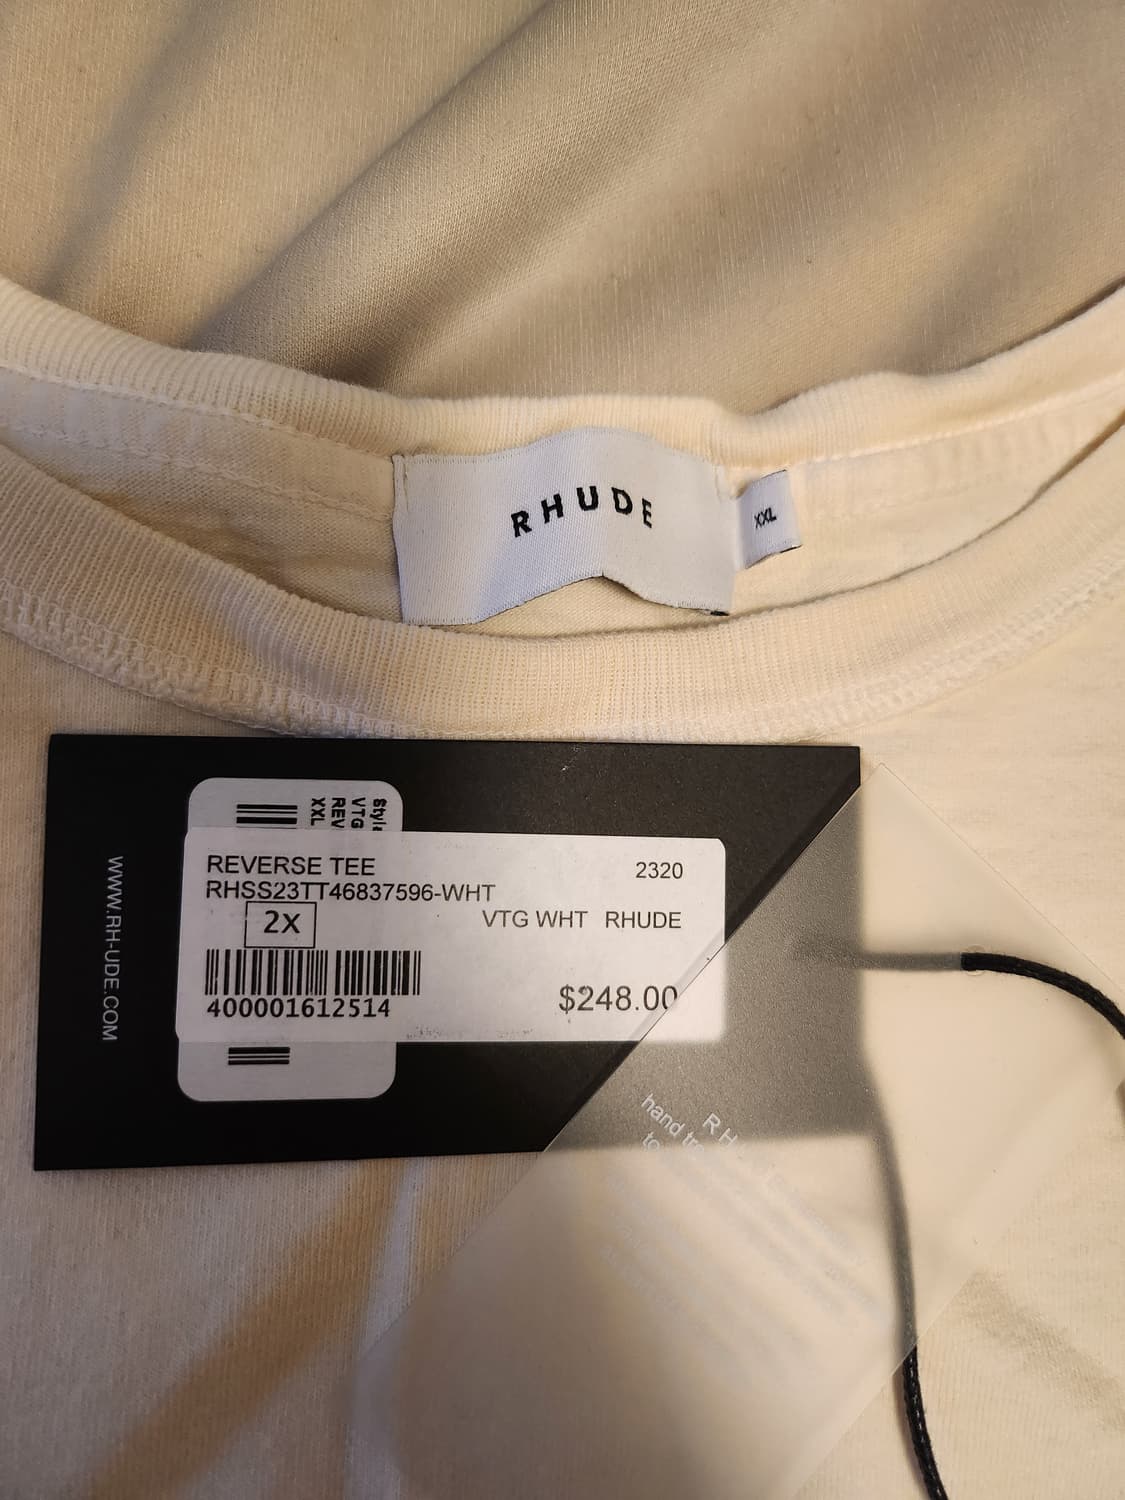 RHUDE
XXL
WWW.RH-UDE.COM
VTG
REV
XXL
REVERSE TEE
2320
RHSS23TT46837596-WHT
2X
VTG WHT RHUDE
400001612514
$248.00
R H
hand
to